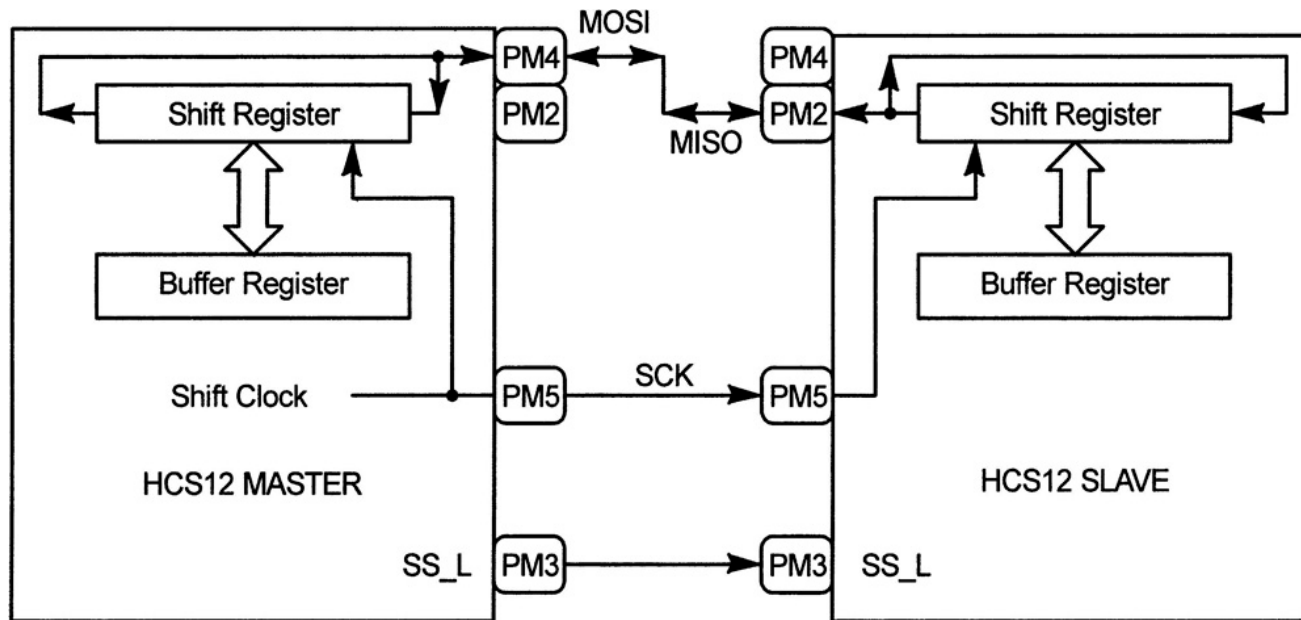 MOSI
PM4
PM4
PM2
PM2
MISO
Shift Register
Shift Register
Buffer Register
Buffer Register
Shift Clock
PM5
SCK
PM5
HCS12 MASTER
HCS12 SLAVE
SS_L
PM3
PM3
SS_L